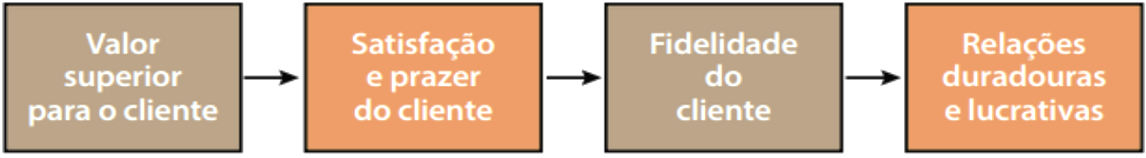 Valor
superior
para o cliente
Satisfação
e prazer
do cliente
Fidelidade
do
cliente
Relações
duradouras
e lucrativas